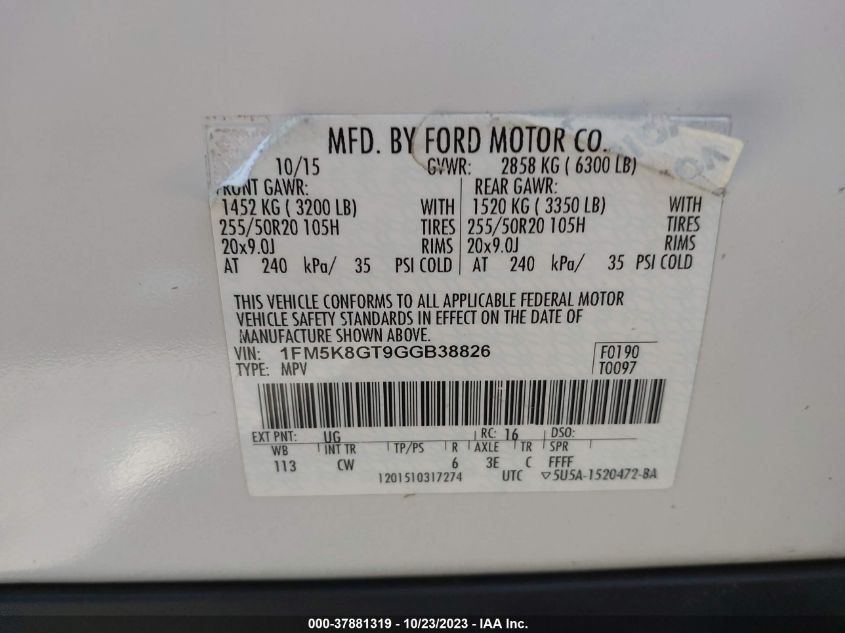 MFD. BY FORD MOTOR CO.
10/15 GVWR: 2858 KG ( 6300 LB)
FRONT GAWR: REAR GAWR:
1452 KG ( 3200 LB) WITH 1520 KG ( 3350 LB) WITH
255/50R20 105H TIRES 255/50R20 105H TIRES
20x9.0J RIMS 20x9.0J RIMS
AT 240 kPa/ 35 PSI COLD AT 240 kPa/ 35 PSI COLD
THIS VEHICLE CONFORMS TO ALL APPLICABLE FEDERAL MOTOR
VEHICLE SAFETY STANDARDS IN EFFECT ON THE DATE OF
MANUFACTURE SHOWN ABOVE.
VIN: 1FM5K8GT9GGB38826 F0190
TYPE: MPV T0097
EXT PNT: UG RC: 16 DSO:
WB INT TR TP/PS R AXLE TR SPR
113 CW 6 3E C FFFF
1201510317274 UTC ▽5U5A-1520472-BA
000-37881319 - 10/23/2023 - IAA Inc.